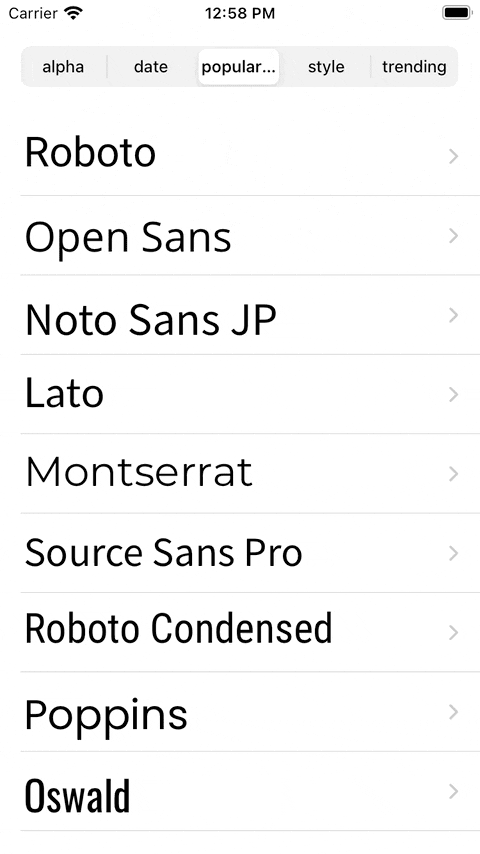 Carrier 12:58 PM
alpha date popular... style trending
Roboto
Open Sans
Noto Sans JP
Lato
Montserrat
Source Sans Pro
Roboto Condensed
Poppins
Oswald